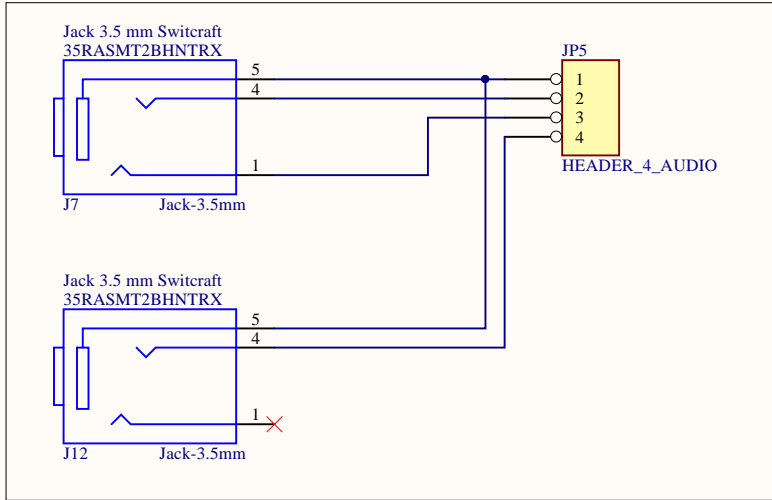 Jack 3.5 mm Switcraft
35RASMT2BHNTRX
5
4
1
J7
Jack-3.5mm
JP5
1
2
3
4
HEADER_4_AUDIO
Jack 3.5 mm Switcraft
35RASMT2BHNTRX
5
4
1
J12
Jack-3.5mm